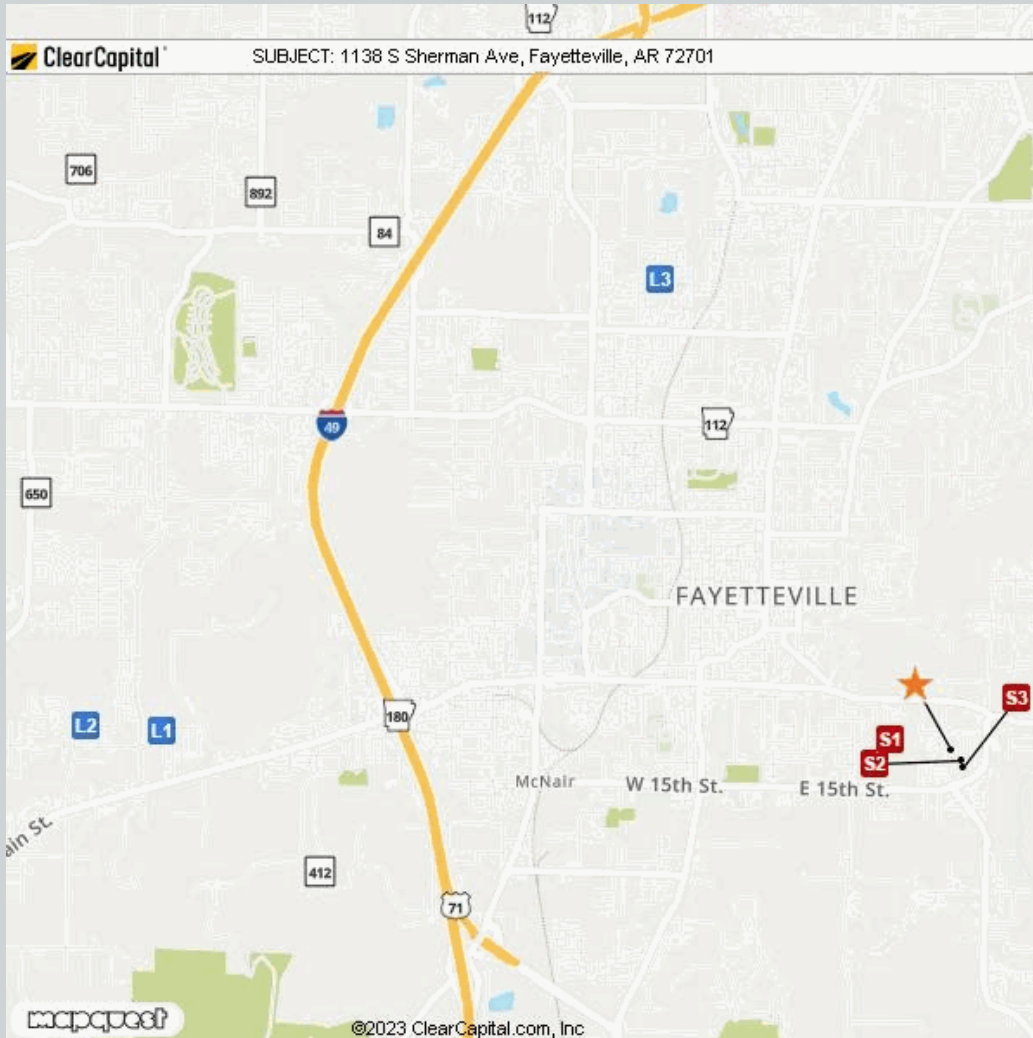 112
ClearCapital
SUBJECT: 1138 S Sherman Ave, Fayetteville, AR 72701
706
892
84
L3
49
112
650
FAYETTEVILLE
S3
L2
L1
180
S1
S2
McNair
W 15th St.
E 15th St.
ain St.
412
71
mapquest
©2023 ClearCapital.com, Inc